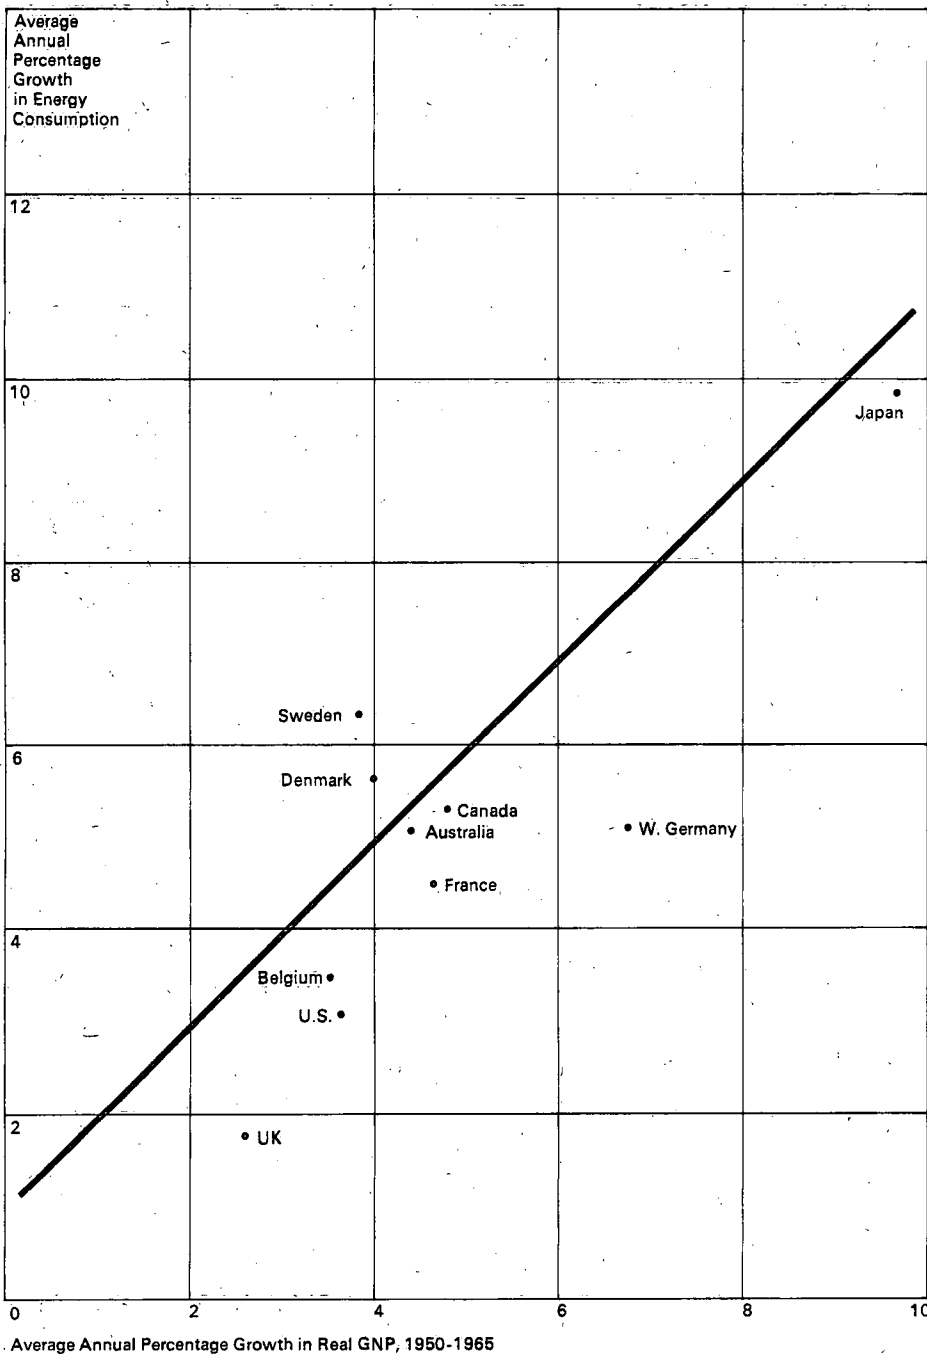 Average
Annual
Percentage
Growth
in Energy
Consumption
12
10
Japan
8
Sweden
6
Denmark
Canada
Australia
W. Germany
France
4
Belgium
U.S.
2
UK
0 2 4 6 8 10
Average Annual Percentage Growth in Real GNP, 1950-1965